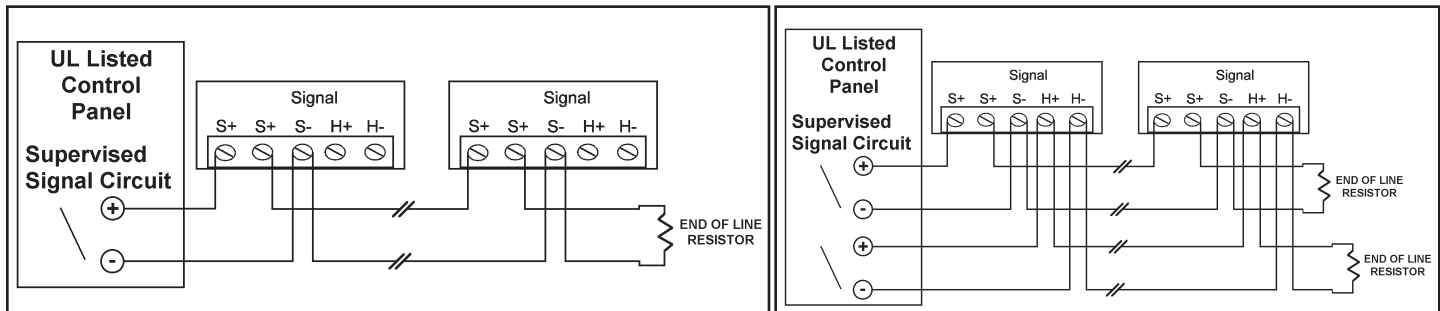 UL Listed
Control
Panel
Supervised
Signal Circuit
+
-
Signal
S+ S+ S- H+ H-
Signal
S+ S+ S- H+ H-
END OF LINE
RESISTOR
UL Listed
Control
Panel
Supervised
Signal Circuit
+
-
+
-
Signal
S+ S+ S- H+ H-
Signal
S+ S+ S- H+ H-
END OF LINE
RESISTOR
END OF LINE
RESISTOR